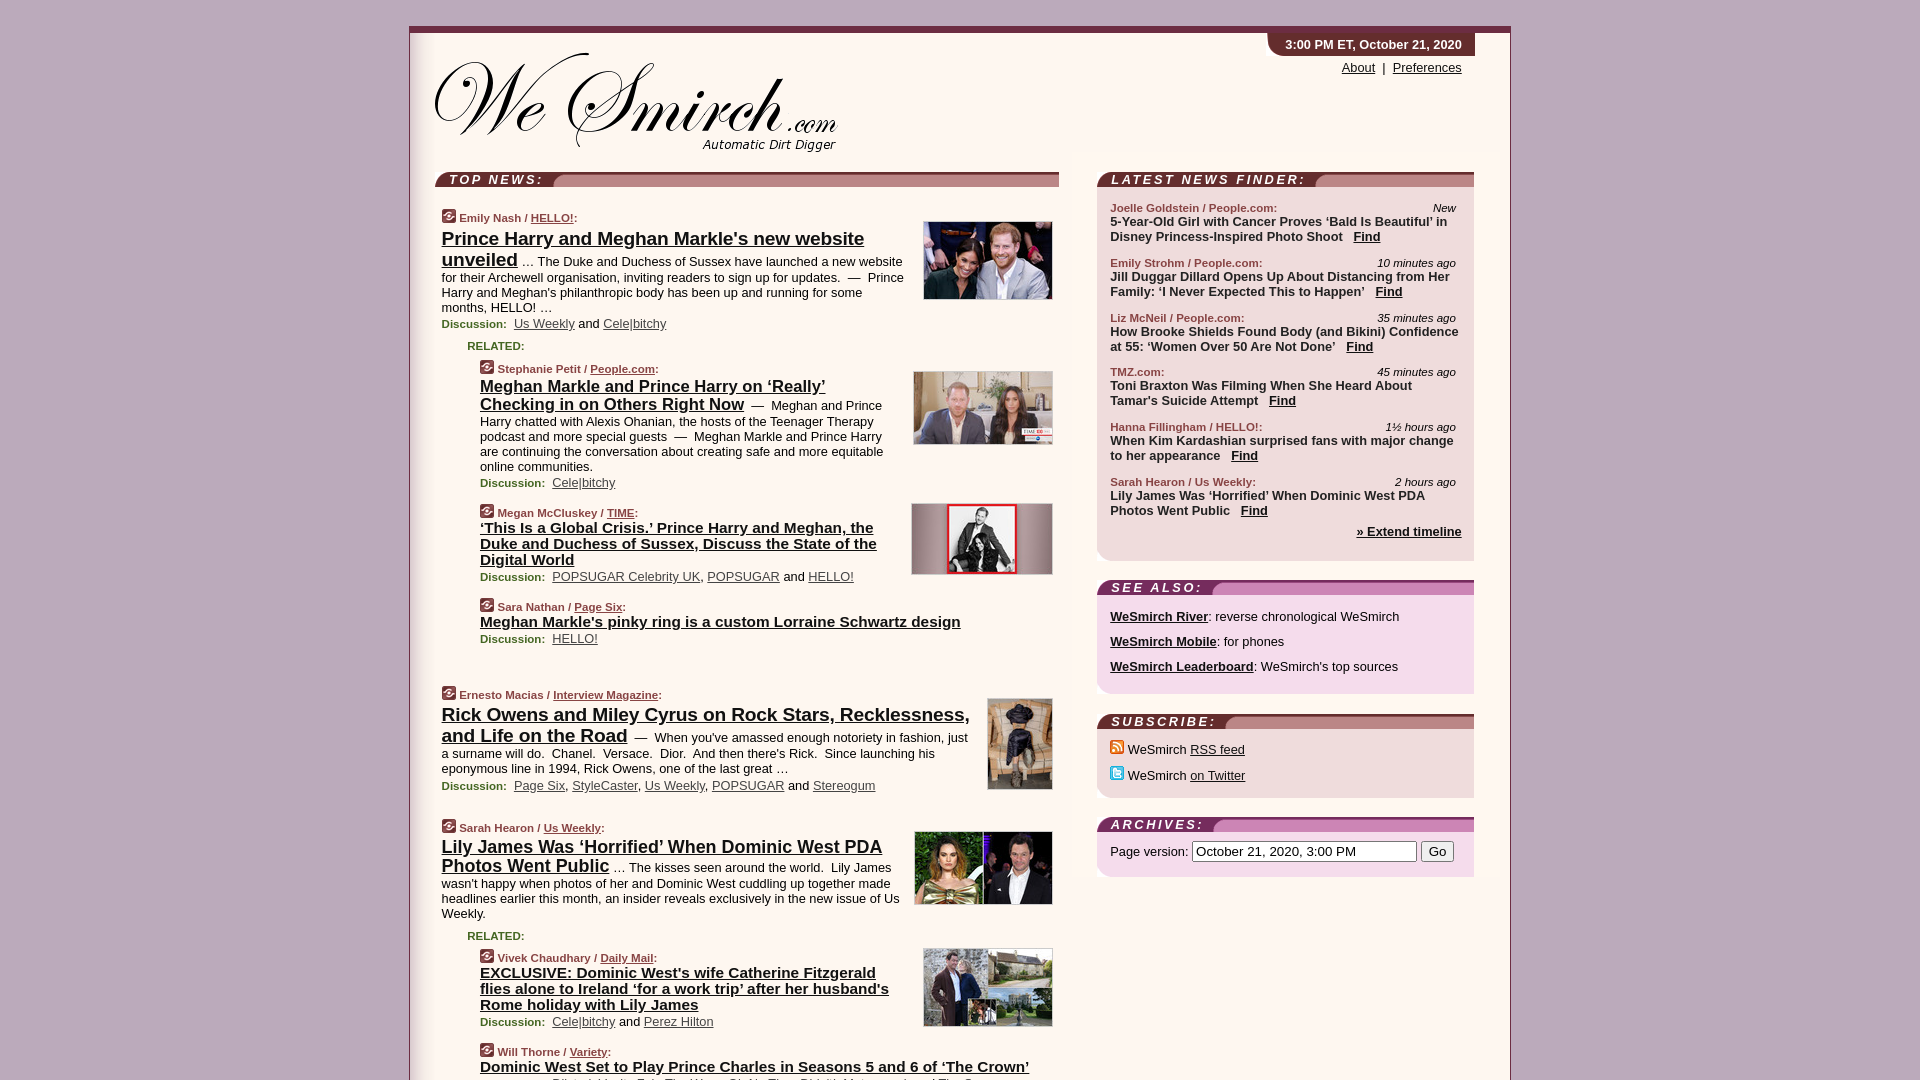 3:00 PM ET, October 21, 2020
About | Preferences
We Smirch .com
Automatic Dirt Digger
TOP NEWS:
Emily Nash / HELLO!:
Prince Harry and Meghan Markle's new website
unveiled … The Duke and Duchess of Sussex have launched a new website
for their Archewell organisation, inviting readers to sign up for updates. — Prince
Harry and Meghan's philanthropic body has been up and running for some
months, HELLO! …
Discussion: Us Weekly and Cele|bitchy
RELATED:
Stephanie Petit / People.com:
Meghan Markle and Prince Harry on ‘Really’
Checking in on Others Right Now — Meghan and Prince
Harry chatted with Alexis Ohanian, the hosts of the Teenager Therapy
podcast and more special guests — Meghan Markle and Prince Harry
are continuing the conversation about creating safe and more equitable
online communities.
Discussion: Cele|bitchy
Megan McCluskey / TIME:
‘This Is a Global Crisis.’ Prince Harry and Meghan, the
Duke and Duchess of Sussex, Discuss the State of the
Digital World
Discussion: POPSUGAR Celebrity UK, POPSUGAR and HELLO!
Sara Nathan / Page Six:
Meghan Markle's pinky ring is a custom Lorraine Schwartz design
Discussion: HELLO!
Ernesto Macias / Interview Magazine:
Rick Owens and Miley Cyrus on Rock Stars, Recklessness,
and Life on the Road — When you've amassed enough notoriety in fashion, just
a surname will do. Chanel. Versace. Dior. And then there's Rick. Since launching his
eponymous line in 1994, Rick Owens, one of the last great …
Discussion: Page Six, StyleCaster, Us Weekly, POPSUGAR and Stereogum
Sarah Hearon / Us Weekly:
Lily James Was ‘Horrified’ When Dominic West PDA
Photos Went Public … The kisses seen around the world. Lily James
wasn't happy when photos of her and Dominic West cuddling up together made
headlines earlier this month, an insider reveals exclusively in the new issue of Us
Weekly.
RELATED:
Vivek Chaudhary / Daily Mail:
EXCLUSIVE: Dominic West's wife Catherine Fitzgerald
flies alone to Ireland ‘for a work trip’ after her husband's
Rome holiday with Lily James
Discussion: Cele|bitchy and Perez Hilton
Will Thorne / Variety:
Dominic West Set to Play Prince Charles in Seasons 5 and 6 of ‘The Crown’
LATEST NEWS FINDER:
Joelle Goldstein / People.com: New
5-Year-Old Girl with Cancer Proves ‘Bald Is Beautiful’ in
Disney Princess-Inspired Photo Shoot Find
Emily Strohm / People.com: 10 minutes ago
Jill Duggar Dillard Opens Up About Distancing from Her
Family: ‘I Never Expected This to Happen’ Find
Liz McNeil / People.com: 35 minutes ago
How Brooke Shields Found Body (and Bikini) Confidence
at 55: ‘Women Over 50 Are Not Done’ Find
TMZ.com: 45 minutes ago
Toni Braxton Was Filming When She Heard About
Tamar's Suicide Attempt Find
Hanna Fillingham / HELLO!: 1½ hours ago
When Kim Kardashian surprised fans with major change
to her appearance Find
Sarah Hearon / Us Weekly: 2 hours ago
Lily James Was ‘Horrified’ When Dominic West PDA
Photos Went Public Find
» Extend timeline
SEE ALSO:
WeSmirch River: reverse chronological WeSmirch
WeSmirch Mobile: for phones
WeSmirch Leaderboard: WeSmirch's top sources
SUBSCRIBE:
WeSmirch RSS feed
WeSmirch on Twitter
ARCHIVES:
Page version: October 21, 2020, 3:00 PM Go